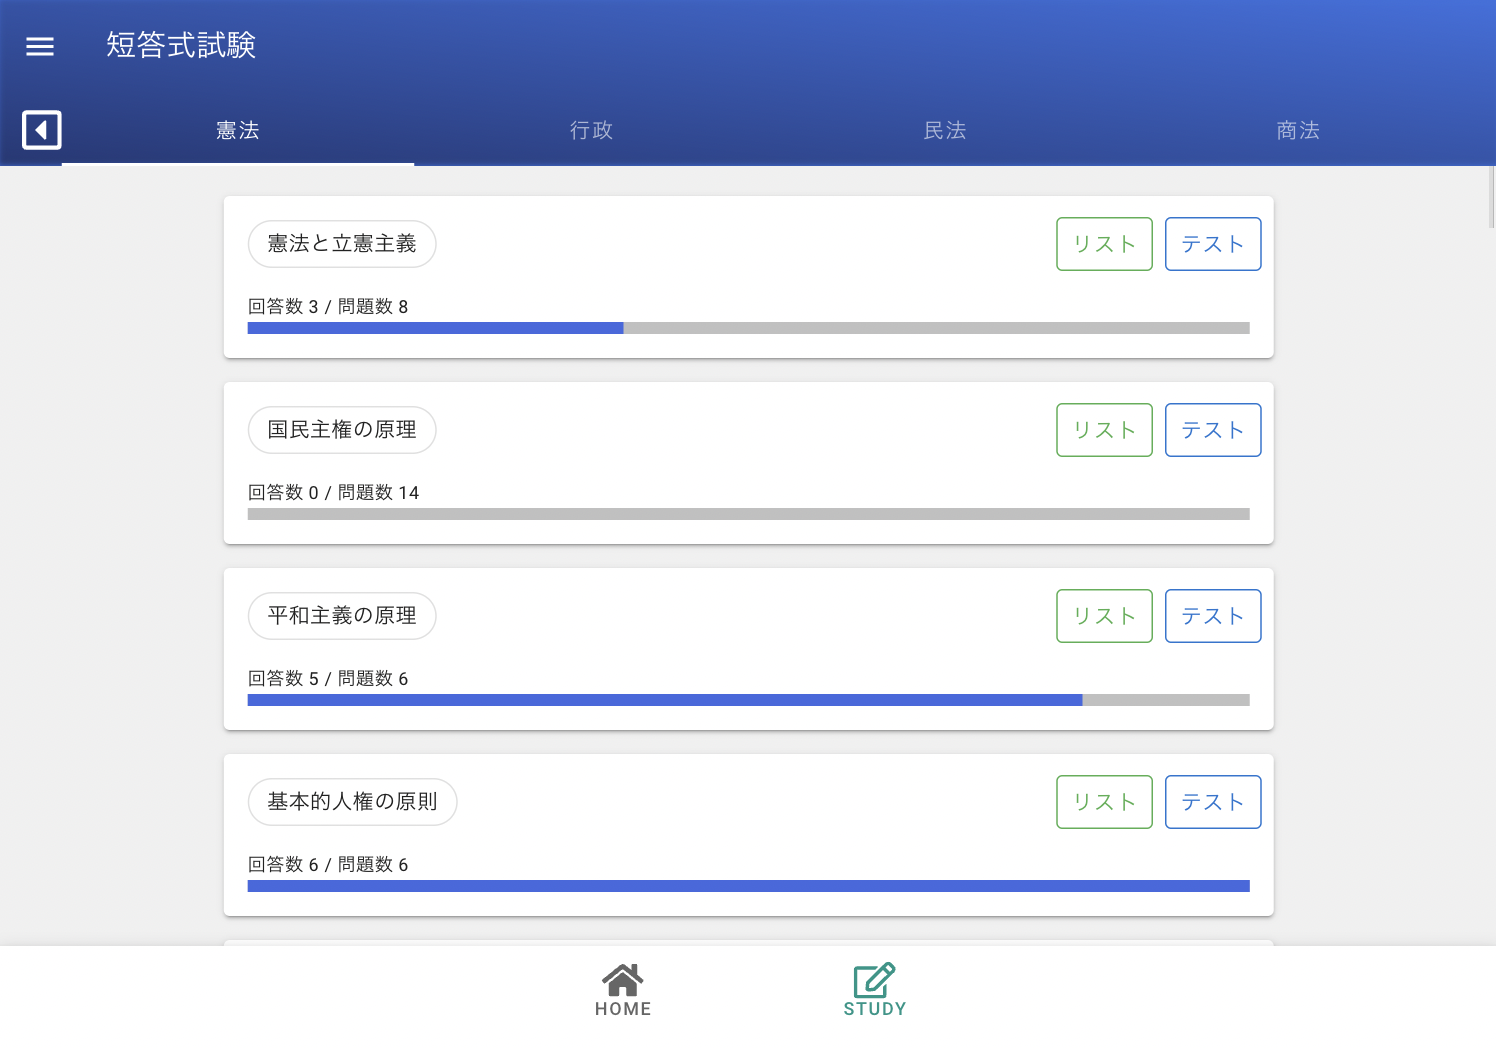 短答式試験
憲法 行政 民法 商法
憲法と立憲主義 リスト テスト
回答数 3 / 問題数 8
国民主権の原理 リスト テスト
回答数 0 / 問題数 14
平和主義の原理 リスト テスト
回答数 5 / 問題数 6
基本的人権の原則 リスト テスト
回答数 6 / 問題数 6
HOME STUDY